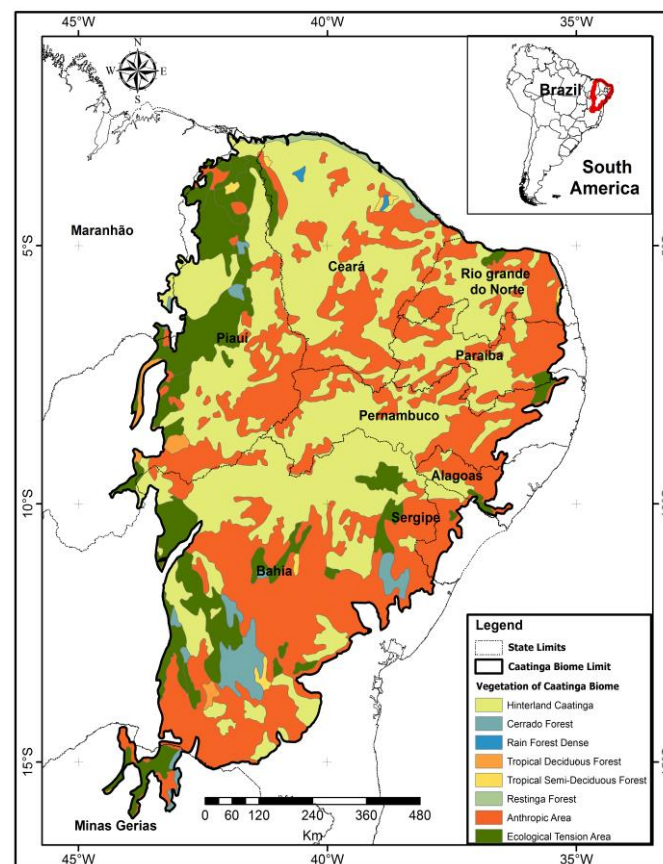 45°W
40°W
35°W
N
W
E
S
Brazil
South
America
Maranhão
5°S
Ceará
Rio grande
do Norte
Piauí
Paraíba
Pernambuco
Alagoas
10°S
Sergipe
Bahia
Legend
State Limits
Caatinga Biome Limit
Vegetation of Caatinga Biome
Hinterland Caatinga
Cerrado Forest
Rain Forest Dense
Tropical Deciduous Forest
Tropical Semi-Deciduous Forest
Restinga Forest
Anthropic Area
Ecological Tension Area
15°S
0 30 60 120 240 360 480
Km
Minas Gerias
45°W
40°W
35°W